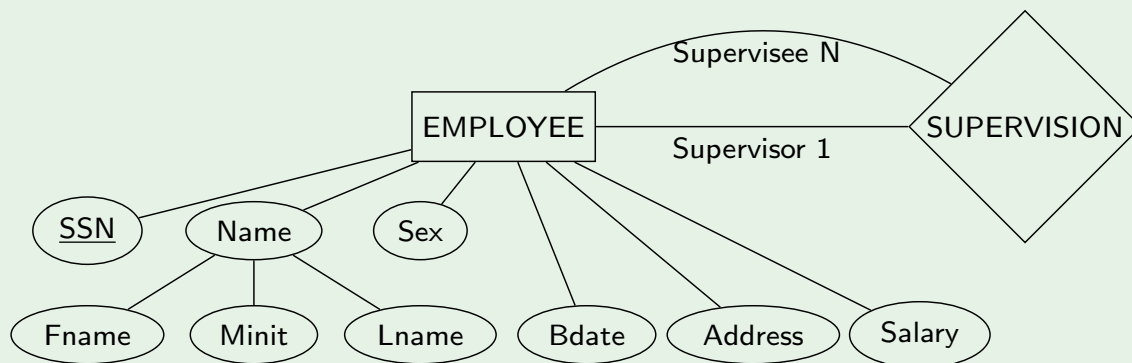 Supervisee N
EMPLOYEE
SUPERVISION
Supervisor 1
SSN
Name
Sex
Fname
Minit
Lname
Bdate
Address
Salary